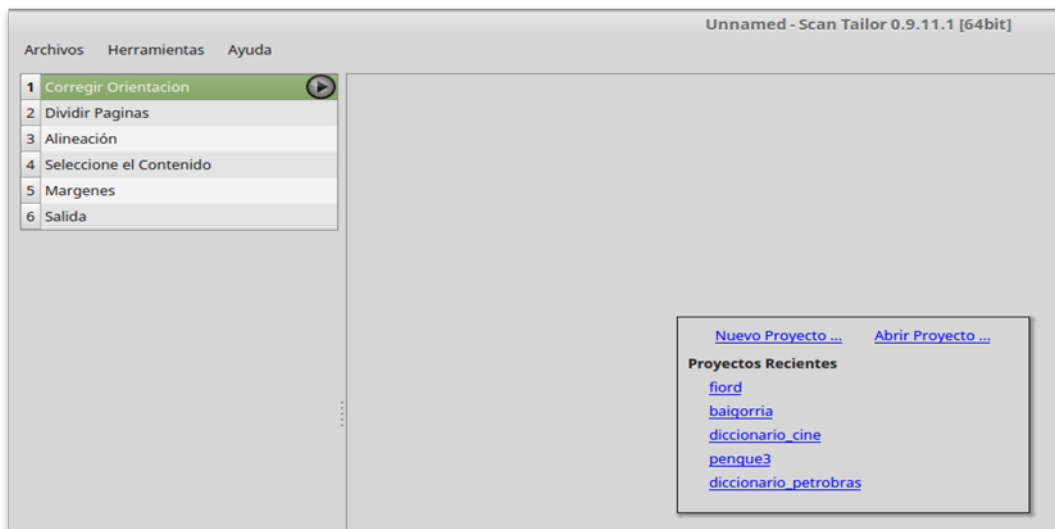 Unnamed - Scan Tailor 0.9.11.1 [64bit]
Archivos Herramientas Ayuda
1 Corregir Orientacion
2 Dividir Paginas
3 Alineación
4 Seleccione el Contenido
5 Margenes
6 Salida
Nuevo Proyecto ... Abrir Proyecto ...
Proyectos Recientes
fiord
baigorria
diccionario_cine
pengue3
diccionario_petrobras